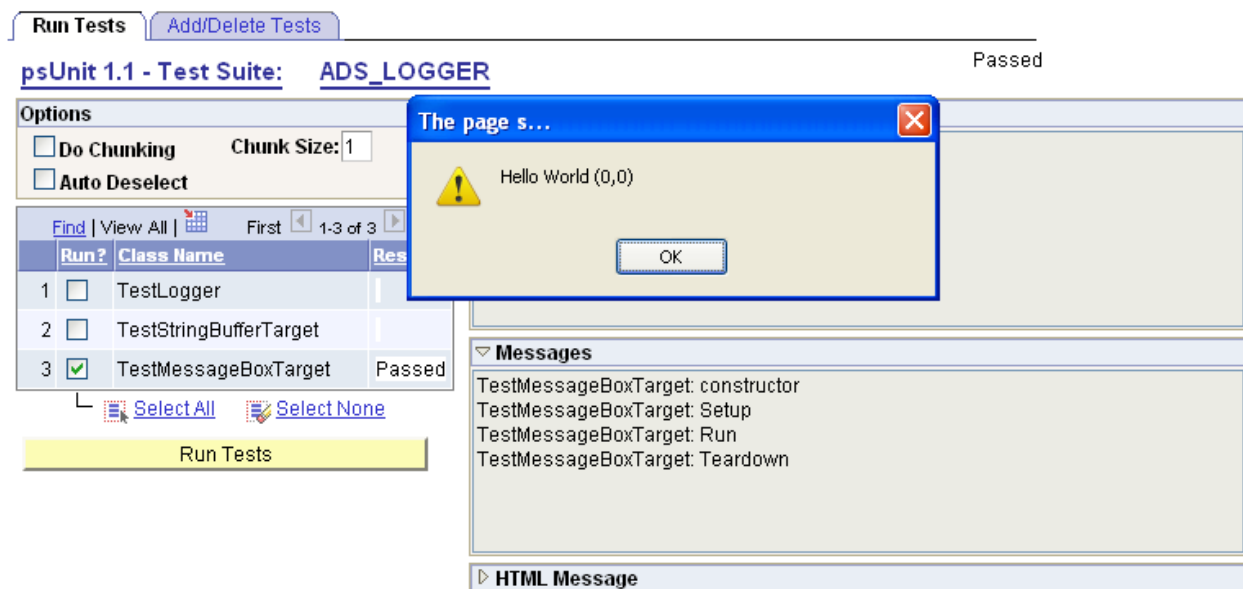 Run Tests
Add/Delete Tests
Passed
psUnit 1.1 - Test Suite: ADS_LOGGER
Options
Do Chunking Chunk Size: 1
Auto Deselect
The page s...
Hello World (0,0)
OK
Find | View All | First 1-3 of 3
Run? Class Name Res
1 TestLogger
2 TestStringBufferTarget
3 TestMessageBoxTarget Passed
Select All Select None
Run Tests
Messages
TestMessageBoxTarget: constructor
TestMessageBoxTarget: Setup
TestMessageBoxTarget: Run
TestMessageBoxTarget: Teardown
HTML Message